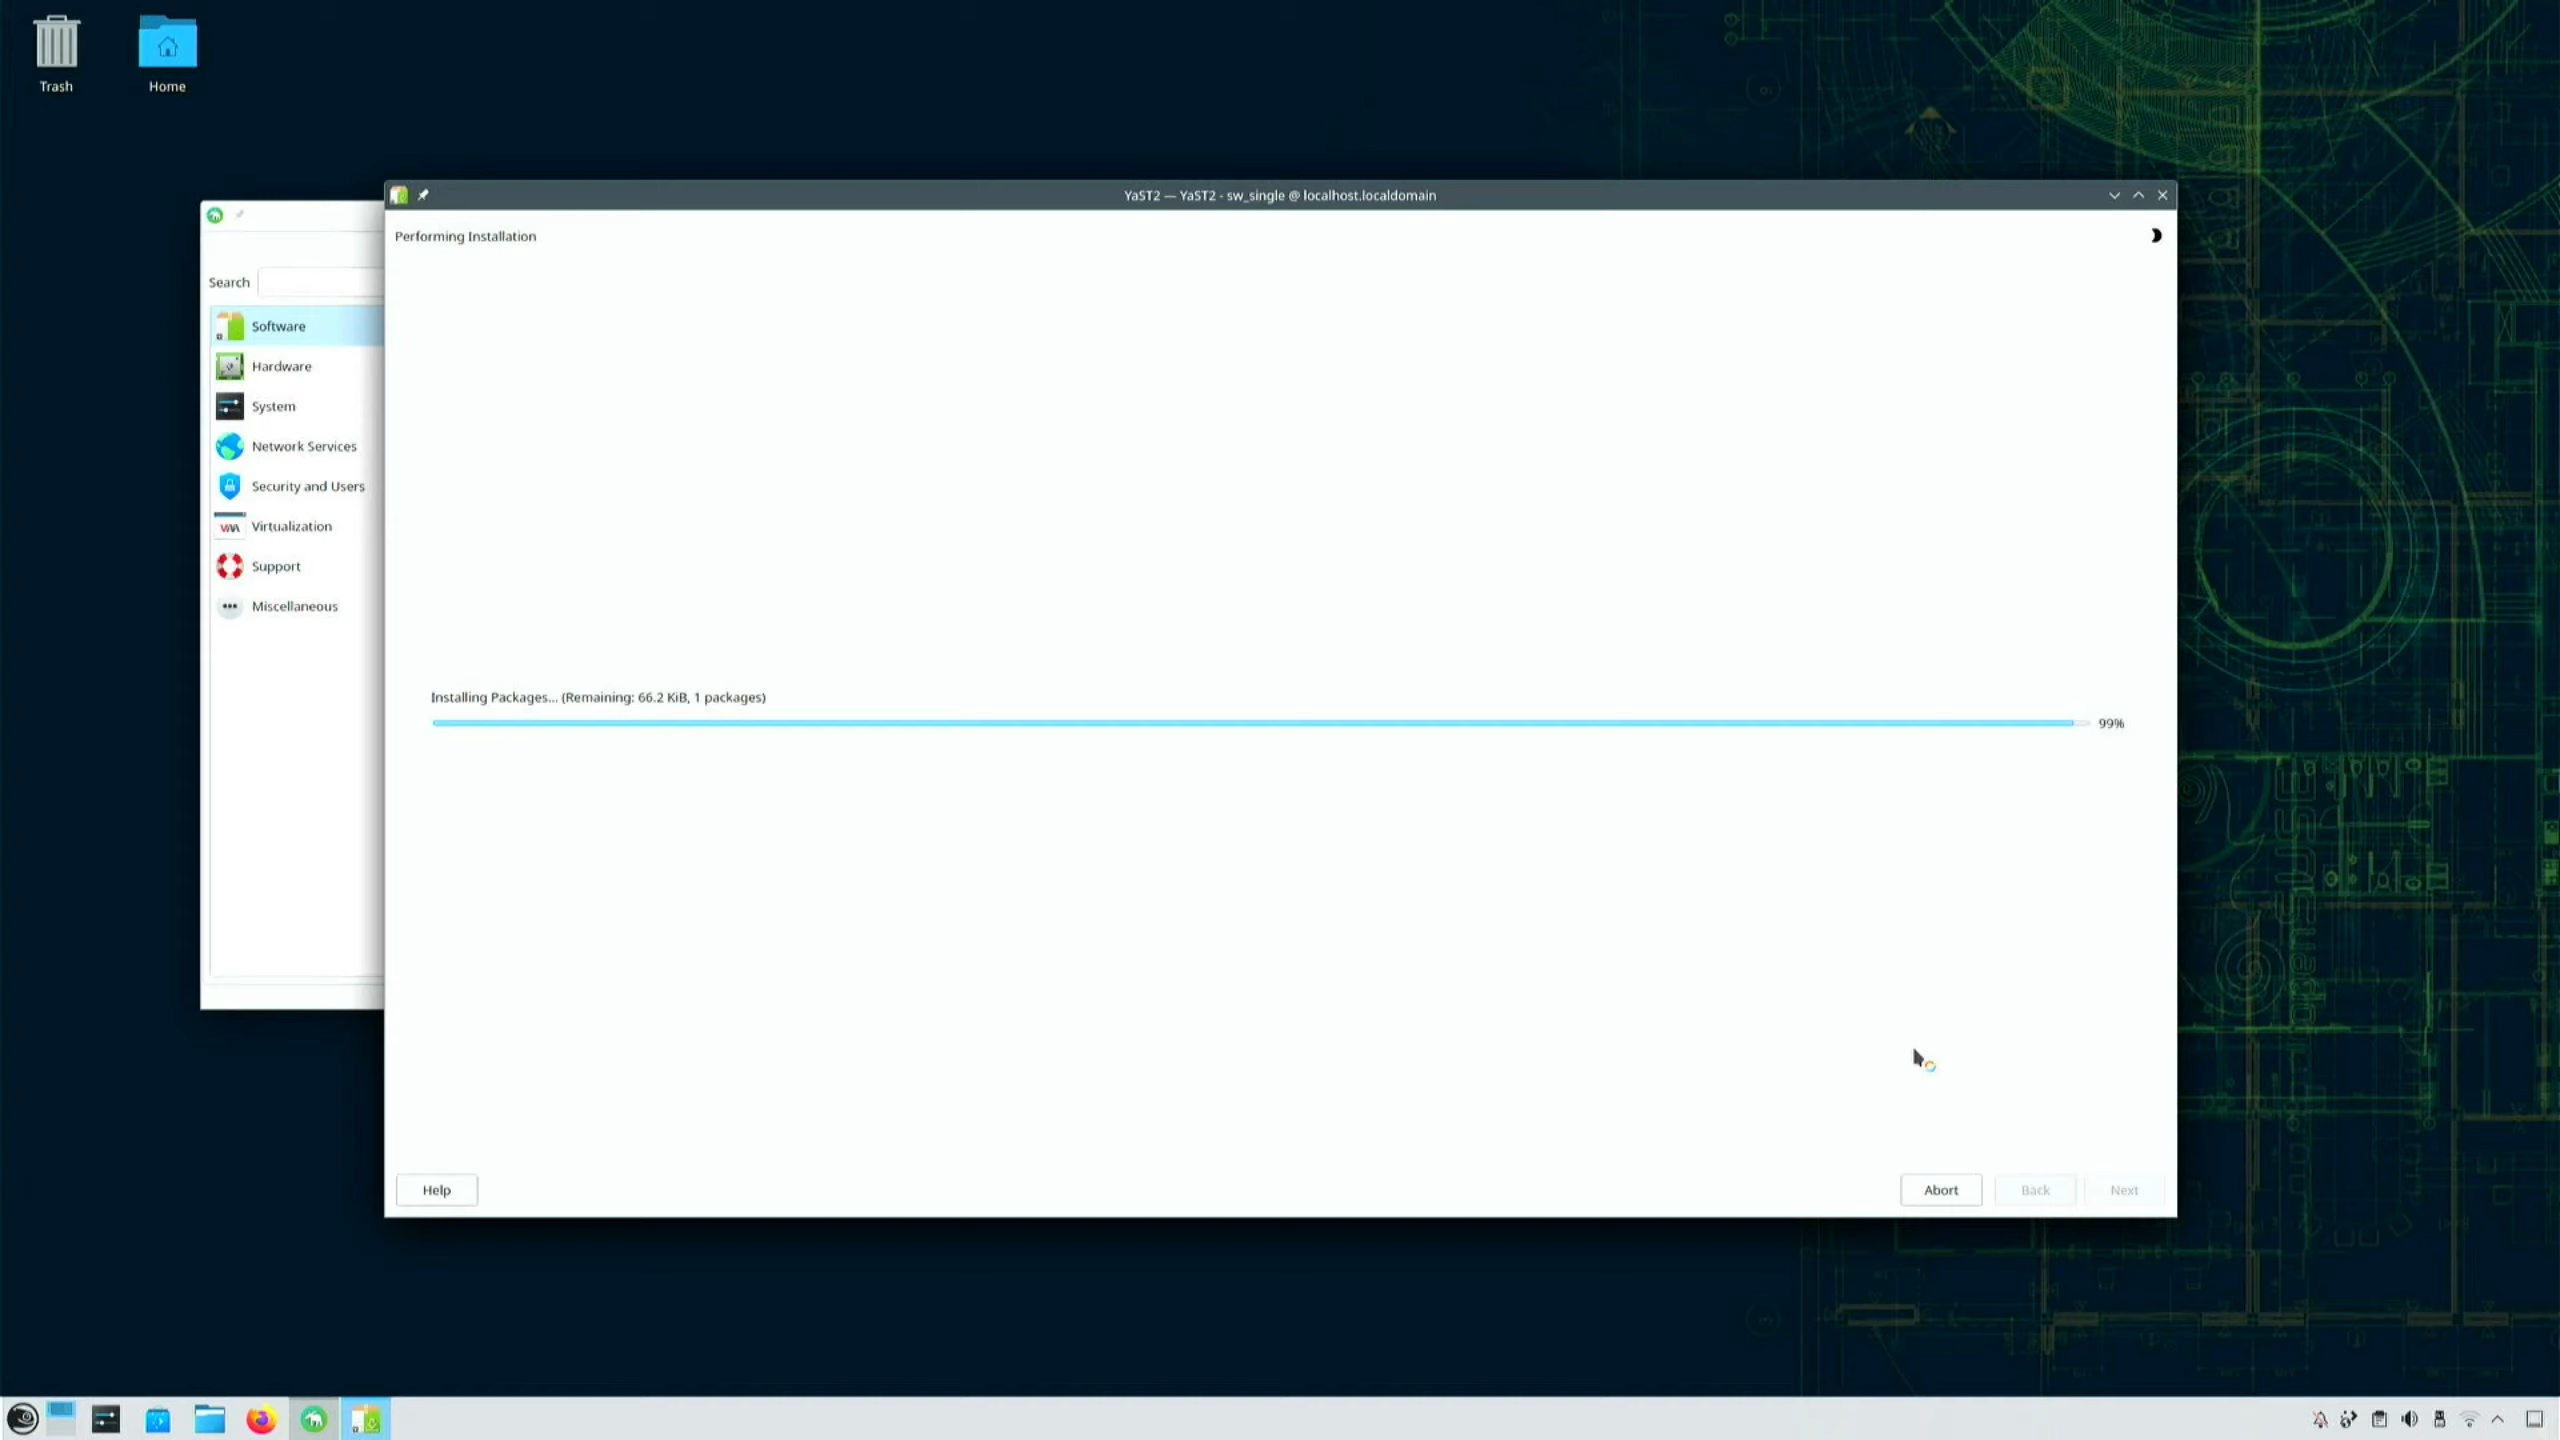 Trash
Home
YaST2 — YaST2 - sw_single @ localhost.localdomain
Performing Installation
Search
Software
Hardware
System
Network Services
Security and Users
Virtualization
Support
Miscellaneous
Installing Packages... (Remaining: 66.2 KiB, 1 packages)
99%
Help
Abort
Back
Next